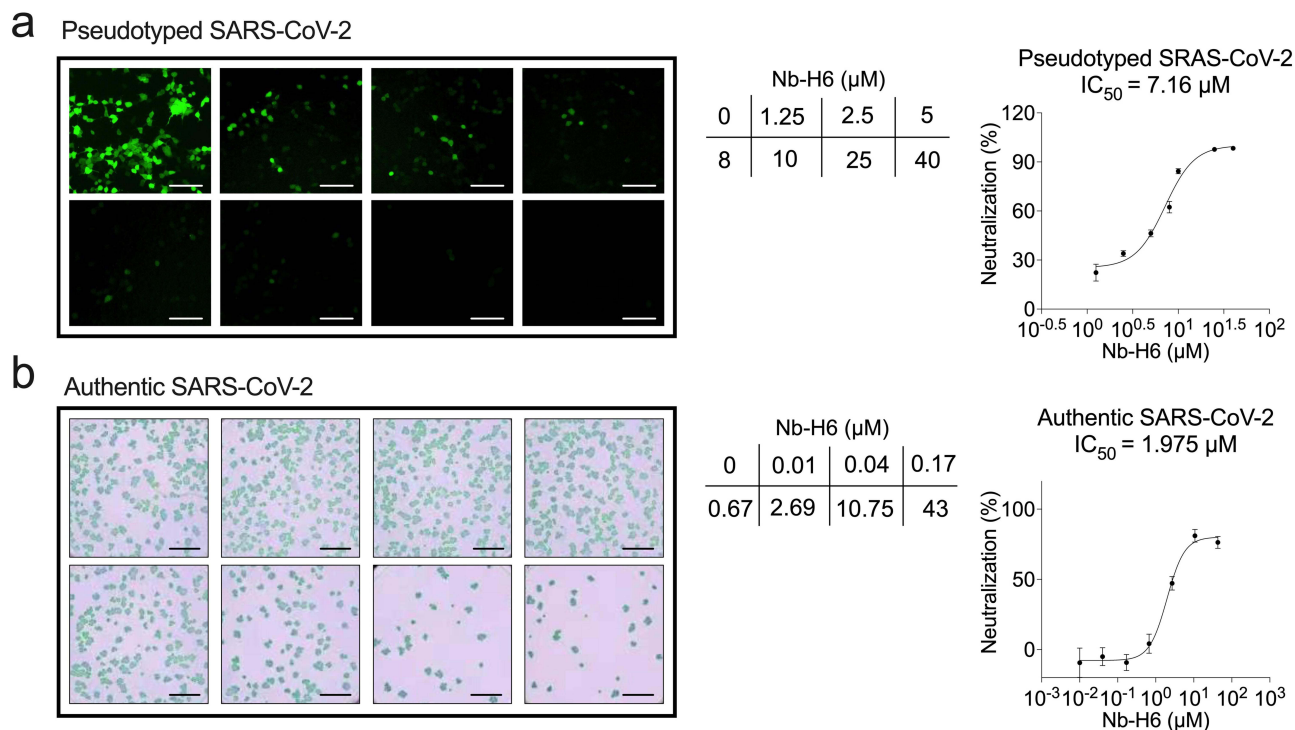 a
Pseudotyped SARS-CoV-2
Nb-H6 (μM)
0 1.25 2.5 5
8 10 25 40
Pseudotyped SRAS-CoV-2
IC50 = 7.16 μM
Neutralization (%)
120
90
60
30
0
10-0.5 100 100.5 101 101.5 102
Nb-H6 (μM)
b
Authentic SARS-CoV-2
Nb-H6 (μM)
0 0.01 0.04 0.17
0.67 2.69 10.75 43
Authentic SARS-CoV-2
IC50 = 1.975 μM
Neutralization (%)
100
50
0
10-3 10-2 10-1 100 101 102 103
Nb-H6 (μM)